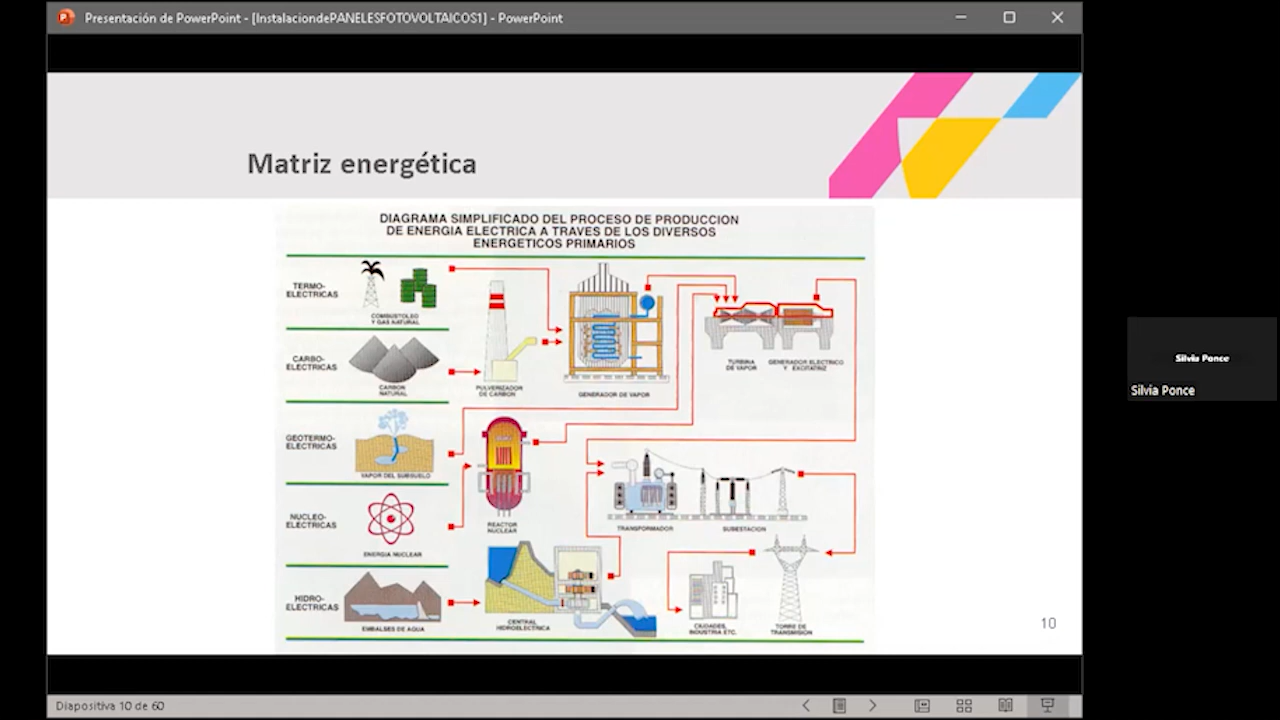 Presentación de PowerPoint - [InstalaciondePANELESFOTOVOLTAICOS1] - PowerPoint
Matriz energética
DIAGRAMA SIMPLIFICADO DEL PROCESO DE PRODUCCION
DE ENERGIA ELECTRICA A TRAVES DE LOS DIVERSOS
ENERGETICOS PRIMARIOS
TERMO-
ELECTRICAS
COMBUSTOLEO
Y GAS NATURAL
CARBO-
ELECTRICAS
CARBON
NATURAL
PULVERIZADOR
DE CARBON
GENERADOR DE VAPOR
TURBINA
DE VAPOR
GENERADOR ELECTRICO
Y EXCITATRIZ
GEOTERMO-
ELECTRICAS
VAPOR DEL SUBSUELO
NUCLEO-
ELECTRICAS
ENERGIA NUCLEAR
REACTOR
NUCLEAR
TRANSFORMADOR
SUBESTACION
HIDRO-
ELECTRICAS
EMBALSES DE AGUA
CENTRAL
HIDROELECTRICA
CIUDADES,
INDUSTRIA ETC.
TORRE DE
TRANSMISION
10
Silvia Ponce
Silvia Ponce
Diapositiva 10 de 60